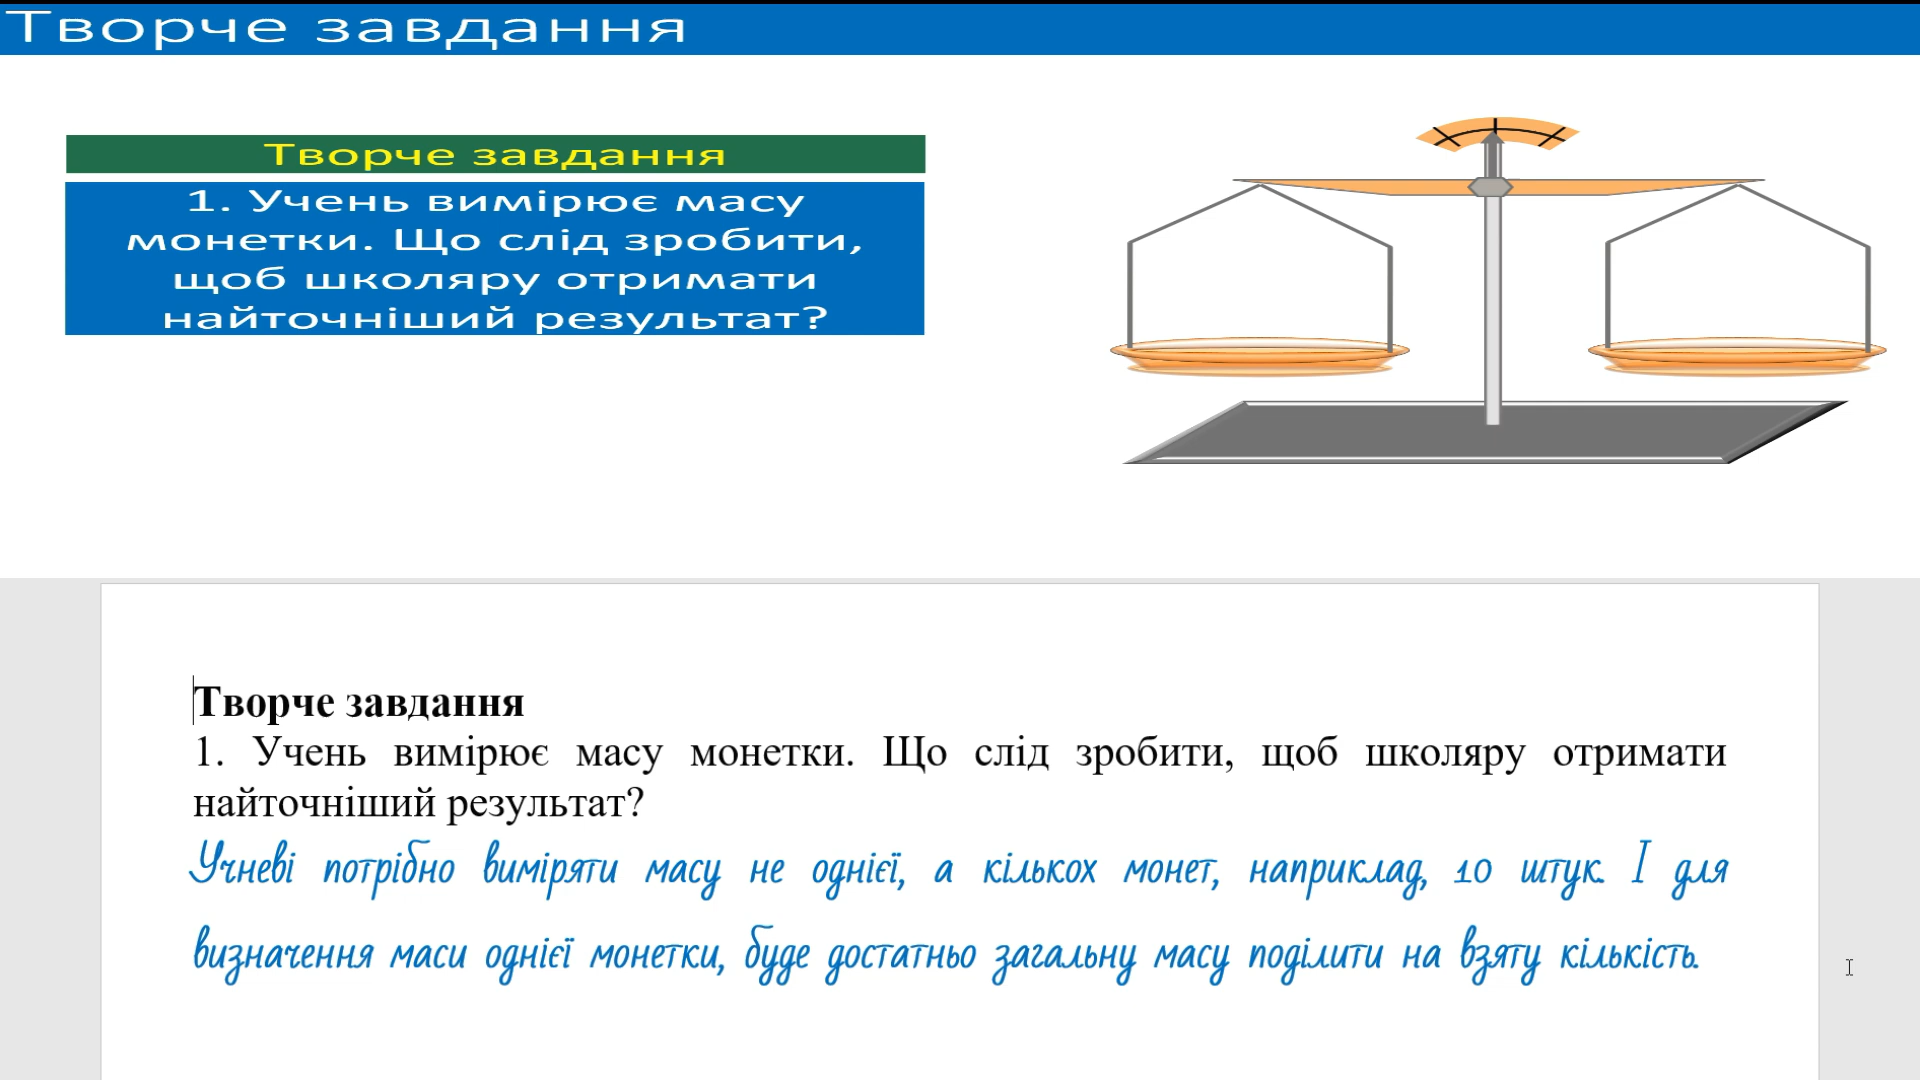 Творче завдання
Творче завдання
1. Учень вимірює масу
монетки. Що слід зробити,
щоб школяру отримати
найточніший результат?
Творче завдання
1. Учень вимірює масу монетки. Що слід зробити, щоб школяру отримати
найточніший результат?
Учневі потрібно виміряти масу не однієї, а кількох монет, наприклад, 10 штук. І для
визначення маси однієї монетки, буде достатньо загальну масу поділити на взяту кількість.